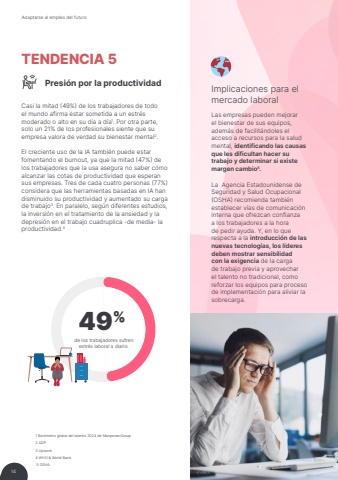 Adaptarse al empleo del futuro
TENDENCIA 5
Presión por la productividad
Casi la mitad (49%) de los trabajadores de todo
el mundo afirma estar sometida a un estrés
moderado o alto en su día a día¹. Por otra parte,
solo un 21% de los profesionales siente que su
empresa valora de verdad su bienestar mental².
El creciente uso de la IA también puede estar
fomentando el burnout, ya que la mitad (47%) de
los trabajadores que la usa asegura no saber cómo
alcanzar las cotas de productividad que esperan
sus empresas. Tres de cada cuatro personas (77%)
considera que las herramientas basadas en IA han
disminuido su productividad y aumentado su carga
de trabajo³. En paralelo, según diferentes estudios,
la inversión en el tratamiento de la ansiedad y la
depresión en el trabajo cuadruplica -de media- la
productividad.⁴
49%
de los trabajadores sufren
estrés laboral a diario
1 Barómetro global del talento 2024 de ManpowerGroup
2 ADP
3 Upwork
4 WHO & World Bank
5 OSHA
14
Implicaciones para el
mercado laboral
Las empresas pueden mejorar
el bienestar de sus equipos,
además de facilitándoles el
acceso a recursos para la salud
mental, identificando las causas
que les dificultan hacer su
trabajo y determinar si existe
margen cambio⁵.
La Agencia Estadounidense de
Seguridad y Salud Ocupacional
(OSHA) recomienda también
establecer vías de comunicación
interna que ofrezcan confianza
a los trabajadores a la hora
de pedir ayuda. Y, en lo que
respecta a la introducción de las
nuevas tecnologías, los líderes
deben mostrar sensibilidad
con la exigencia de la carga
de trabajo previa y aprovechar
el talento no tradicional, como
reforzar los equipos para proceso
de implementación para aliviar la
sobrecarga.